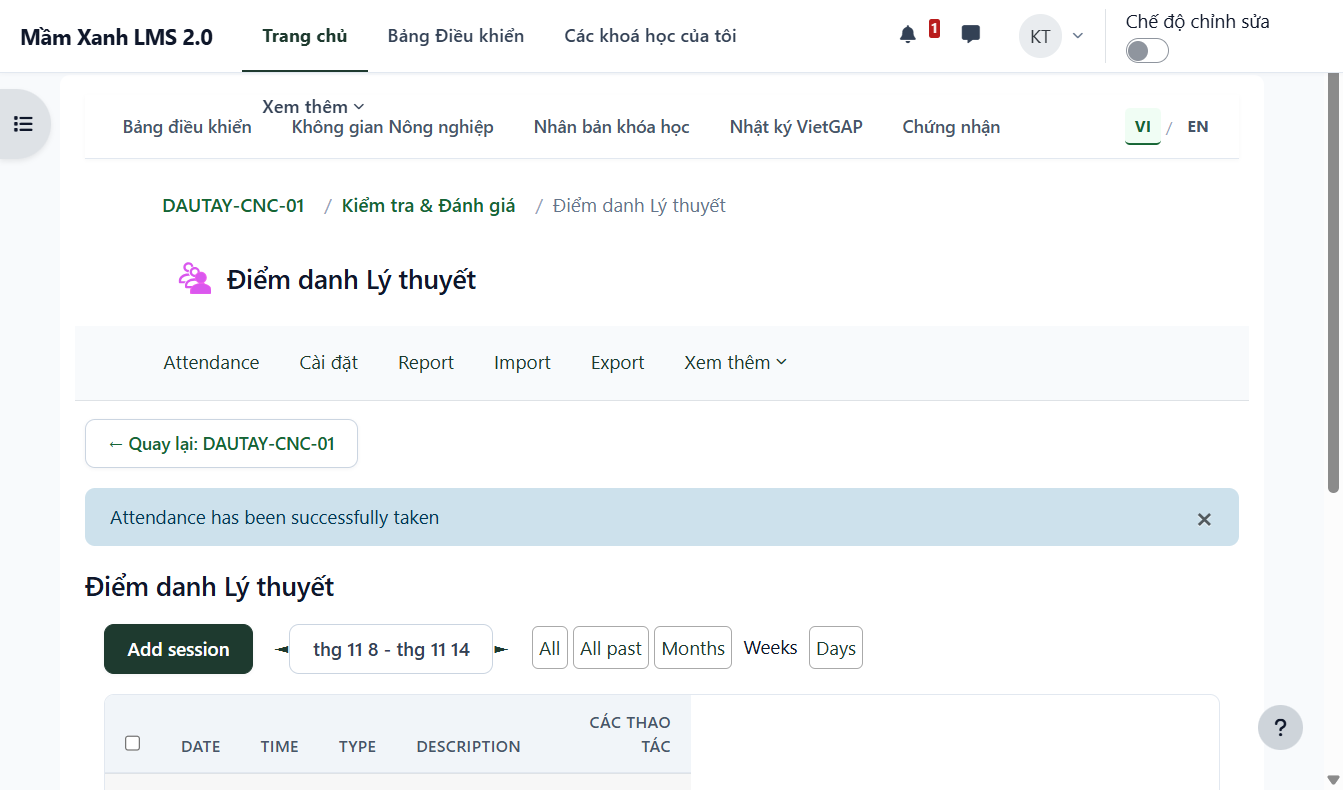 Mầm Xanh LMS 2.0
Trang chủ
Bảng Điều khiển
Các khoá học của tôi
1
KT
Chế độ chỉnh sửa
Xem thêm
Bảng điều khiển
Không gian Nông nghiệp
Nhân bản khóa học
Nhật ký VietGAP
Chứng nhận
VI / EN
DAUTAY-CNC-01 / Kiểm tra & Đánh giá / Điểm danh Lý thuyết
Điểm danh Lý thuyết
Attendance
Cài đặt
Report
Import
Export
Xem thêm
← Quay lại: DAUTAY-CNC-01
Attendance has been successfully taken
×
Điểm danh Lý thuyết
Add session
◄
thg 11 8 - thg 11 14
►
All
All past
Months
Weeks
Days
DATE
TIME
TYPE
DESCRIPTION
CÁC THAO
TÁC
?